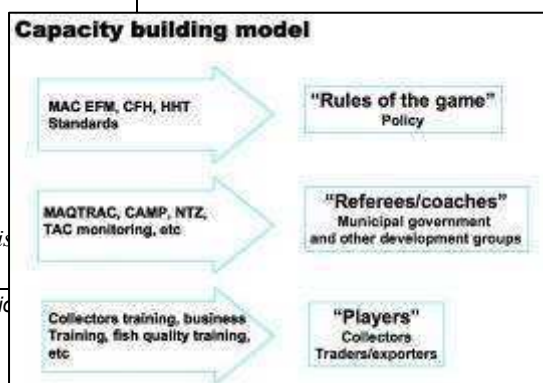 Capacity building model
MAC EFM, CFH, HHT
Standards
"Rules of the game"
Policy
MAQTRAC, CAMP, NTZ,
TAC monitoring, etc
"Referees/coaches"
Municipal government
and other development groups
Collectors training, business
Training, fish quality training,
etc
"Players"
Collectors
Traders/exporters